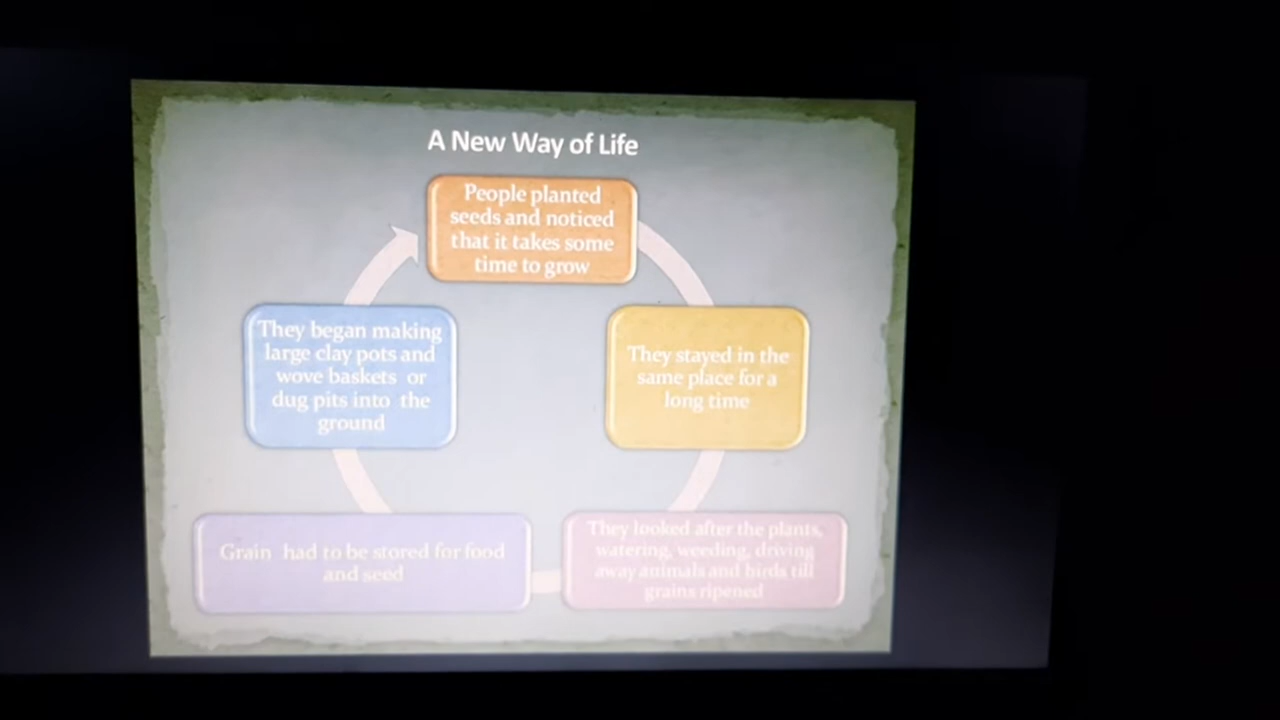 A New Way of Life
People planted
seeds and noticed
that it takes some
time to grow
They stayed in the
same place for a
long time
They looked after the plants,
watering, weeding, driving
away animals and birds till
grains ripened
Grain had to be stored for food
and seed
They began making
large clay pots and
wove baskets or
dug pits into the
ground